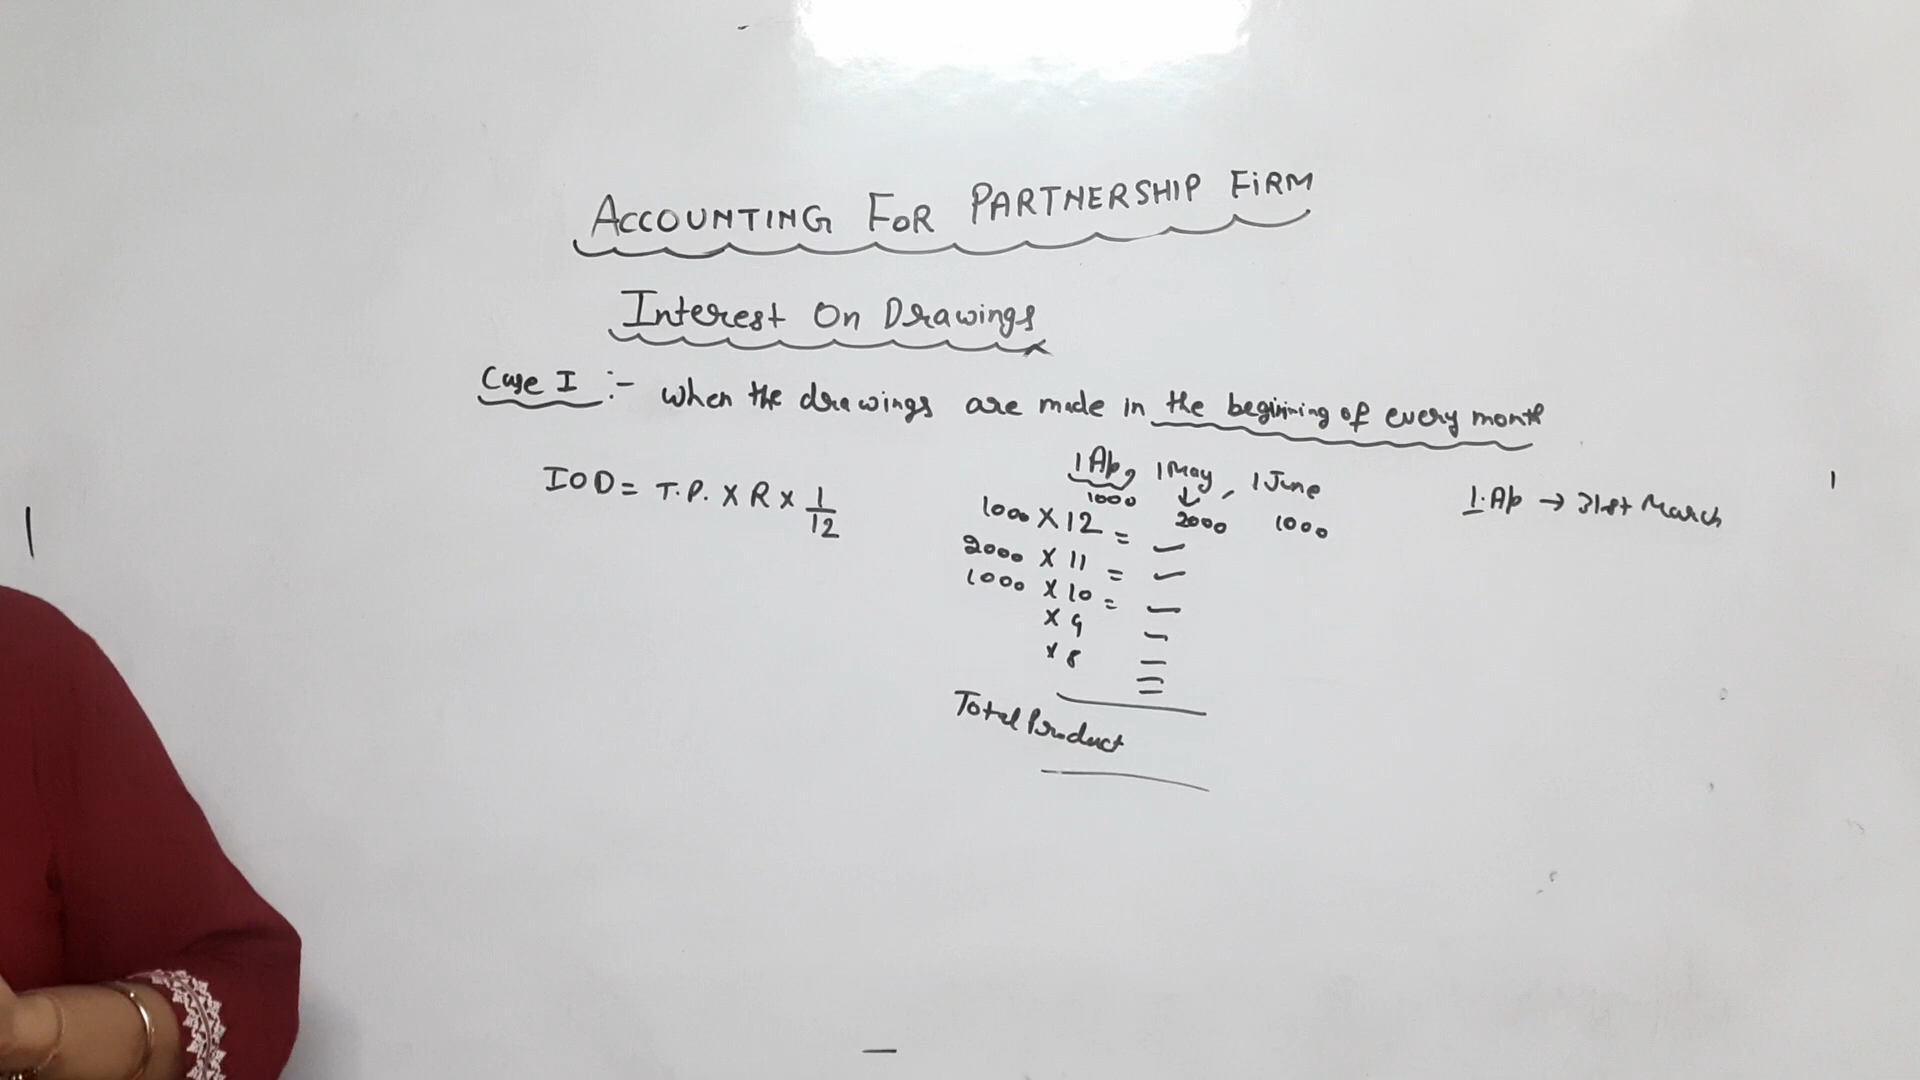 ACCOUNTING FOR PARTNERSHIP FIRM
Interest On Drawings
Case I :- When the drawings are made in the beginning of every month
IOD = T.P. X R X 1/12
1 Ap, 1 May, 1 June
1000 2000 1000
1 Ap → 31st March
1000 X 12 =
2000 X 11 =
1000 X 10 =
X 9
X 8
Total Product